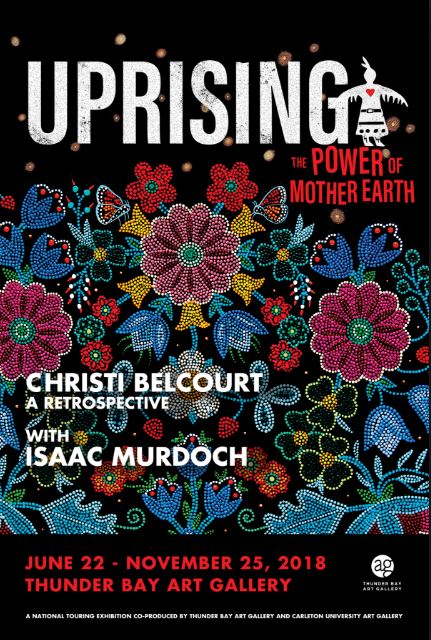 UPRISING
THE POWER OF
MOTHER EARTH
CHRISTI BELCOURT
A RETROSPECTIVE
WITH
ISAAC MURDOCH
JUNE 22 - NOVEMBER 25, 2018
THUNDER BAY ART GALLERY
ag
THUNDER BAY
ART GALLERY
A NATIONAL TOURING EXHIBITION CO-PRODUCED BY THUNDER BAY ART GALLERY AND CARLETON UNIVERSITY ART GALLERY